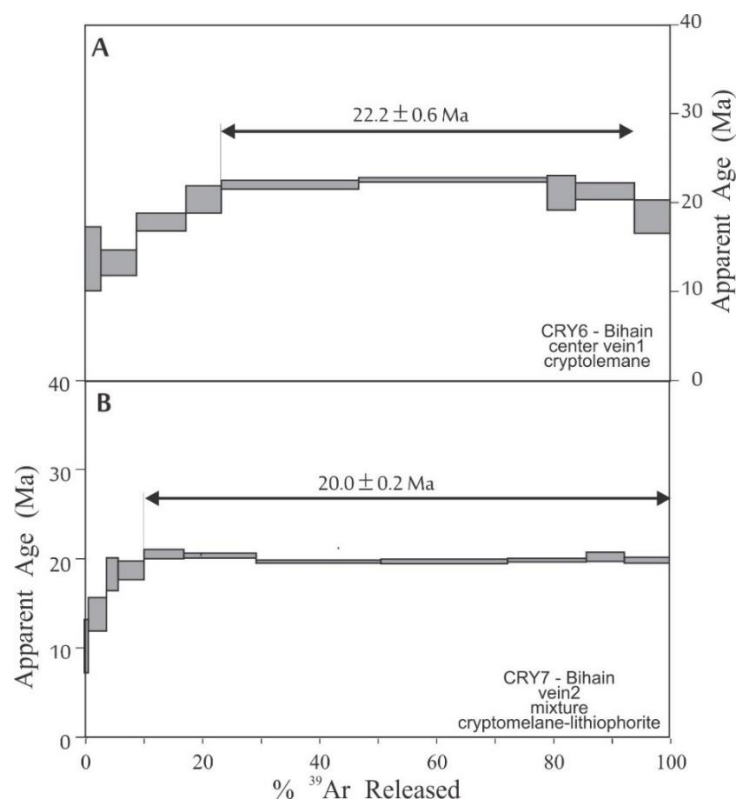 A
40
30
20
10
0
Apparent Age (Ma)
22.2 ± 0.6 Ma
CRY6 - Bihain
center vein1
cryptolemane
B
40
30
20
10
0
Apparent Age (Ma)
20.0 ± 0.2 Ma
CRY7 - Bihain
vein2
mixture
cryptomelane-lithiophorite
0 20 40 60 80 100
% ³⁹Ar Released